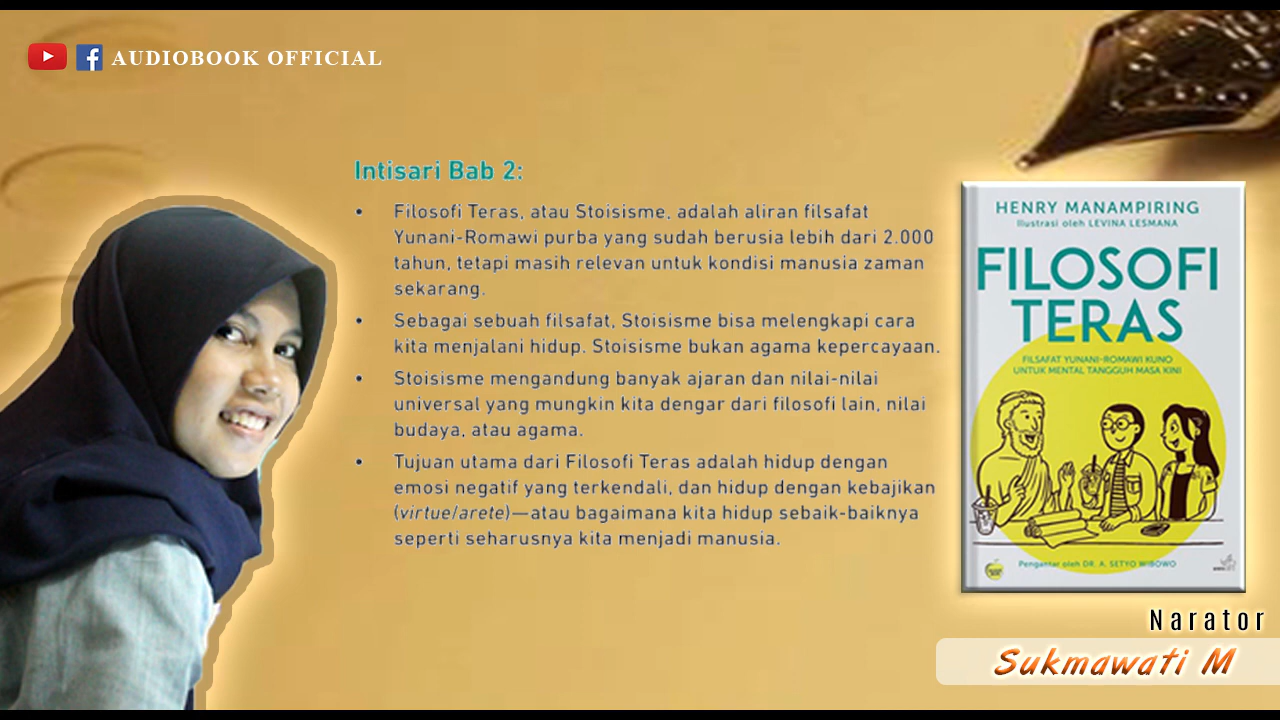 AUDIOBOOK OFFICIAL
Intisari Bab 2:
• Filosofi Teras, atau Stoisisme, adalah aliran filsafat
Yunani-Romawi purba yang sudah berusia lebih dari 2.000
tahun, tetapi masih relevan untuk kondisi manusia zaman
sekarang.
• Sebagai sebuah filsafat, Stoisisme bisa melengkapi cara
kita menjalani hidup. Stoisisme bukan agama kepercayaan.
• Stoisisme mengandung banyak ajaran dan nilai-nilai
universal yang mungkin kita dengar dari filosofi lain, nilai
budaya, atau agama.
• Tujuan utama dari Filosofi Teras adalah hidup dengan
emosi negatif yang terkendali, dan hidup dengan kebajikan
(virtue/arete)—atau bagaimana kita hidup sebaik-baiknya
seperti seharusnya kita menjadi manusia.
HENRY MANAMPIRING
Ilustrasi oleh LEVINA LESMANA
FILOSOFI
TERAS
FILSAFAT YUNANI-ROMAWI KUNO
UNTUK MENTAL TANGGUH MASA KINI
Pengantar oleh DR. A. SETYO WIBOWO
Narator
Sukmawati M